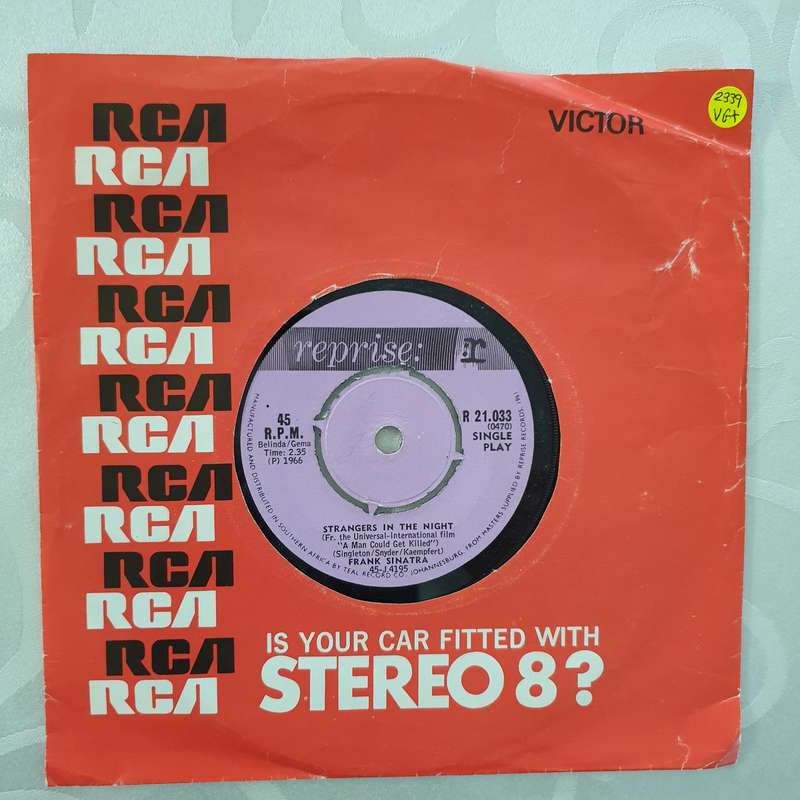 RCA
RCA
RCA
RCA
RCA
RCA
RCA
RCA
RCA
RCA
RCA
RCA
RCA
RCA
VICTOR
2339
VG+
reprise: r
45
R.P.M.
Belinda/Gema
Time: 2.35
(P) 1966
R 21.033
(0470)
SINGLE
PLAY
STRANGERS IN THE NIGHT
(Fr. the Universal-International film
"A Man Could Get Killed")
(Singleton/Snyder/Kaempfert)
FRANK SINATRA
45-J.4195
MANUFACTURED AND DISTRIBUTED IN SOUTHERN AFRICA BY TEAL RECORD CO. JOHANNESBURG, FROM MASTERS SUPPLIED BY REPRISE RECORDS, INC.
IS YOUR CAR FITTED WITH
STEREO 8?